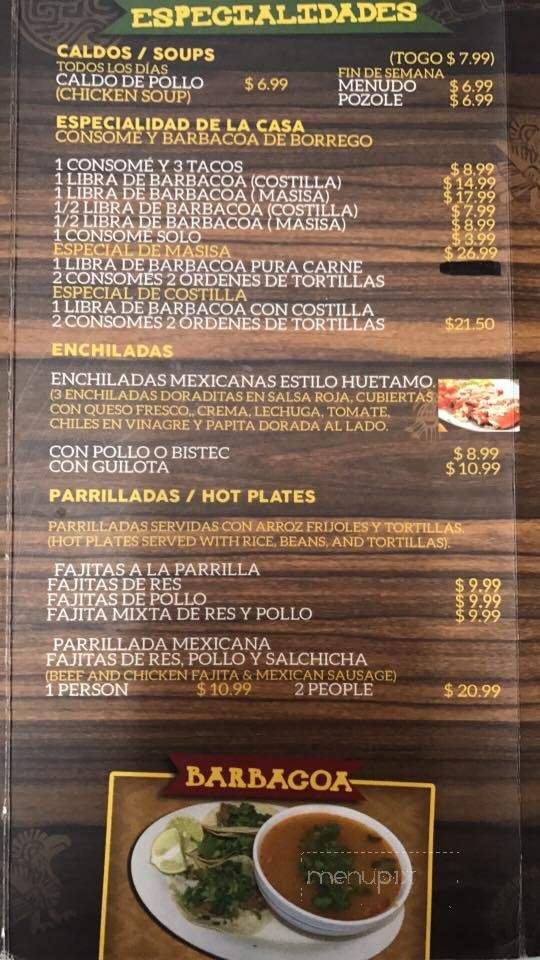 ESPECIALIDADES
CALDOS / SOUPS (TOGO $ 7.99)
TODOS LOS DÍAS FIN DE SEMANA
CALDO DE POLLO $ 6.99 MENUDO $ 6.99
(CHICKEN SOUP) POZOLE $ 6.99
ESPECIALIDAD DE LA CASA
CONSOMÉ Y BARBACOA DE BORREGO
1 CONSOMÉ Y 3 TACOS $ 8.99
1 LIBRA DE BARBACOA (COSTILLA) $ 14.99
1 LIBRA DE BARBACOA ( MASISA) $ 17.99
1/2 LIBRA DE BARBACOA (COSTILLA) $ 7.99
1/2 LIBRA DE BARBACOA ( MASISA) $ 8.99
1 CONSOMÉ SOLO $ 3.99
ESPECIAL DE MASISA $ 26.99
1 LIBRA DE BARBACOA PURA CARNE
2 CONSOMÉS 2 ÓRDENES DE TORTILLAS
ESPECIAL DE COSTILLA
1 LIBRA DE BARBACOA CON COSTILLA
2 CONSOMÉS 2 ÓRDENES DE TORTILLAS $21.50
ENCHILADAS
ENCHILADAS MEXICANAS ESTILO HUETAMO.
(3 ENCHILADAS DORADITAS EN SALSA ROJA, CUBIERTAS
CON QUESO FRESCO,, CREMA, LECHUGA, TOMATE,
CHILES EN VINAGRE Y PAPITA DORADA AL LADO.
CON POLLO O BISTEC $ 8.99
CON GUILOTA $ 10.99
PARRILLADAS / HOT PLATES
PARRILLADAS SERVIDAS CON ARROZ FRIJOLES Y TORTILLAS.
(HOT PLATES SERVED WITH RICE, BEANS, AND TORTILLAS).
FAJITAS A LA PARRILLA
FAJITAS DE RES $ 9.99
FAJITAS DE POLLO $ 9.99
FAJITA MIXTA DE RES Y POLLO $ 9.99
PARRILLADA MEXICANA
FAJITAS DE RES, POLLO Y SALCHICHA
(BEEF AND CHICKEN FAJITA & MEXICAN SAUSAGE)
1 PERSON $ 10.99 2 PEOPLE $ 20.99
BARBACOA
menupix